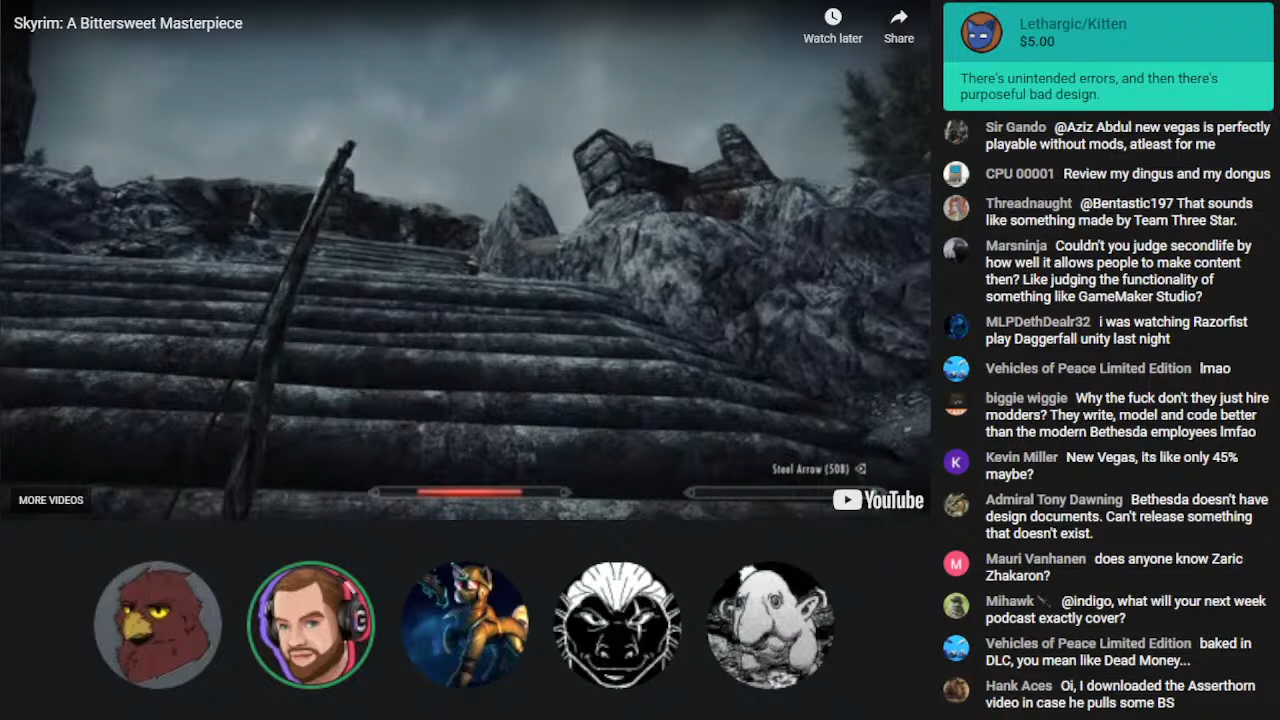 Skyrim: A Bittersweet Masterpiece
Watch later
Share
Steel Arrow (508)
MORE VIDEOS
YouTube
G
Lethargic/Kitten
$5.00
There's unintended errors, and then there's
purposeful bad design.
Sir Gando @Aziz Abdul new vegas is perfectly
playable without mods, atleast for me
CPU 00001 Review my dingus and my dongus
Threadnaught @Bentastic197 That sounds
like something made by Team Three Star.
Marsninja Couldn't you judge secondlife by
how well it allows people to make content
then? Like judging the functionality of
something like GameMaker Studio?
MLPDethDealr32 i was watching Razorfist
play Daggerfall unity last night
Vehicles of Peace Limited Edition lmao
biggie wiggie Why the fuck don't they just hire
modders? They write, model and code better
than the modern Bethesda employees lmfao
K
Kevin Miller New Vegas, its like only 45%
maybe?
Admiral Tony Dawning Bethesda doesn't have
design documents. Can't release something
that doesn't exist.
M
Mauri Vanhanen does anyone know Zaric
Zhakaron?
Mihawk @indigo, what will your next week
podcast exactly cover?
Vehicles of Peace Limited Edition baked in
DLC, you mean like Dead Money...
Hank Aces Oi, I downloaded the Asserthorn
video in case he pulls some BS